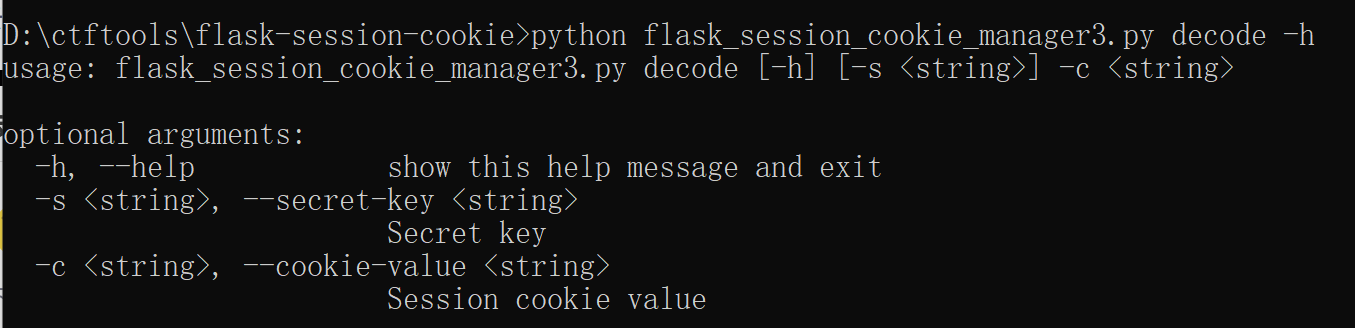 D:\ctftools\flask-session-cookie>python flask_session_cookie_manager3.py decode -h
usage: flask_session_cookie_manager3.py decode [-h] [-s <string>] -c <string>
optional arguments:
-h, --help show this help message and exit
-s <string>, --secret-key <string>
Secret key
-c <string>, --cookie-value <string>
Session cookie value